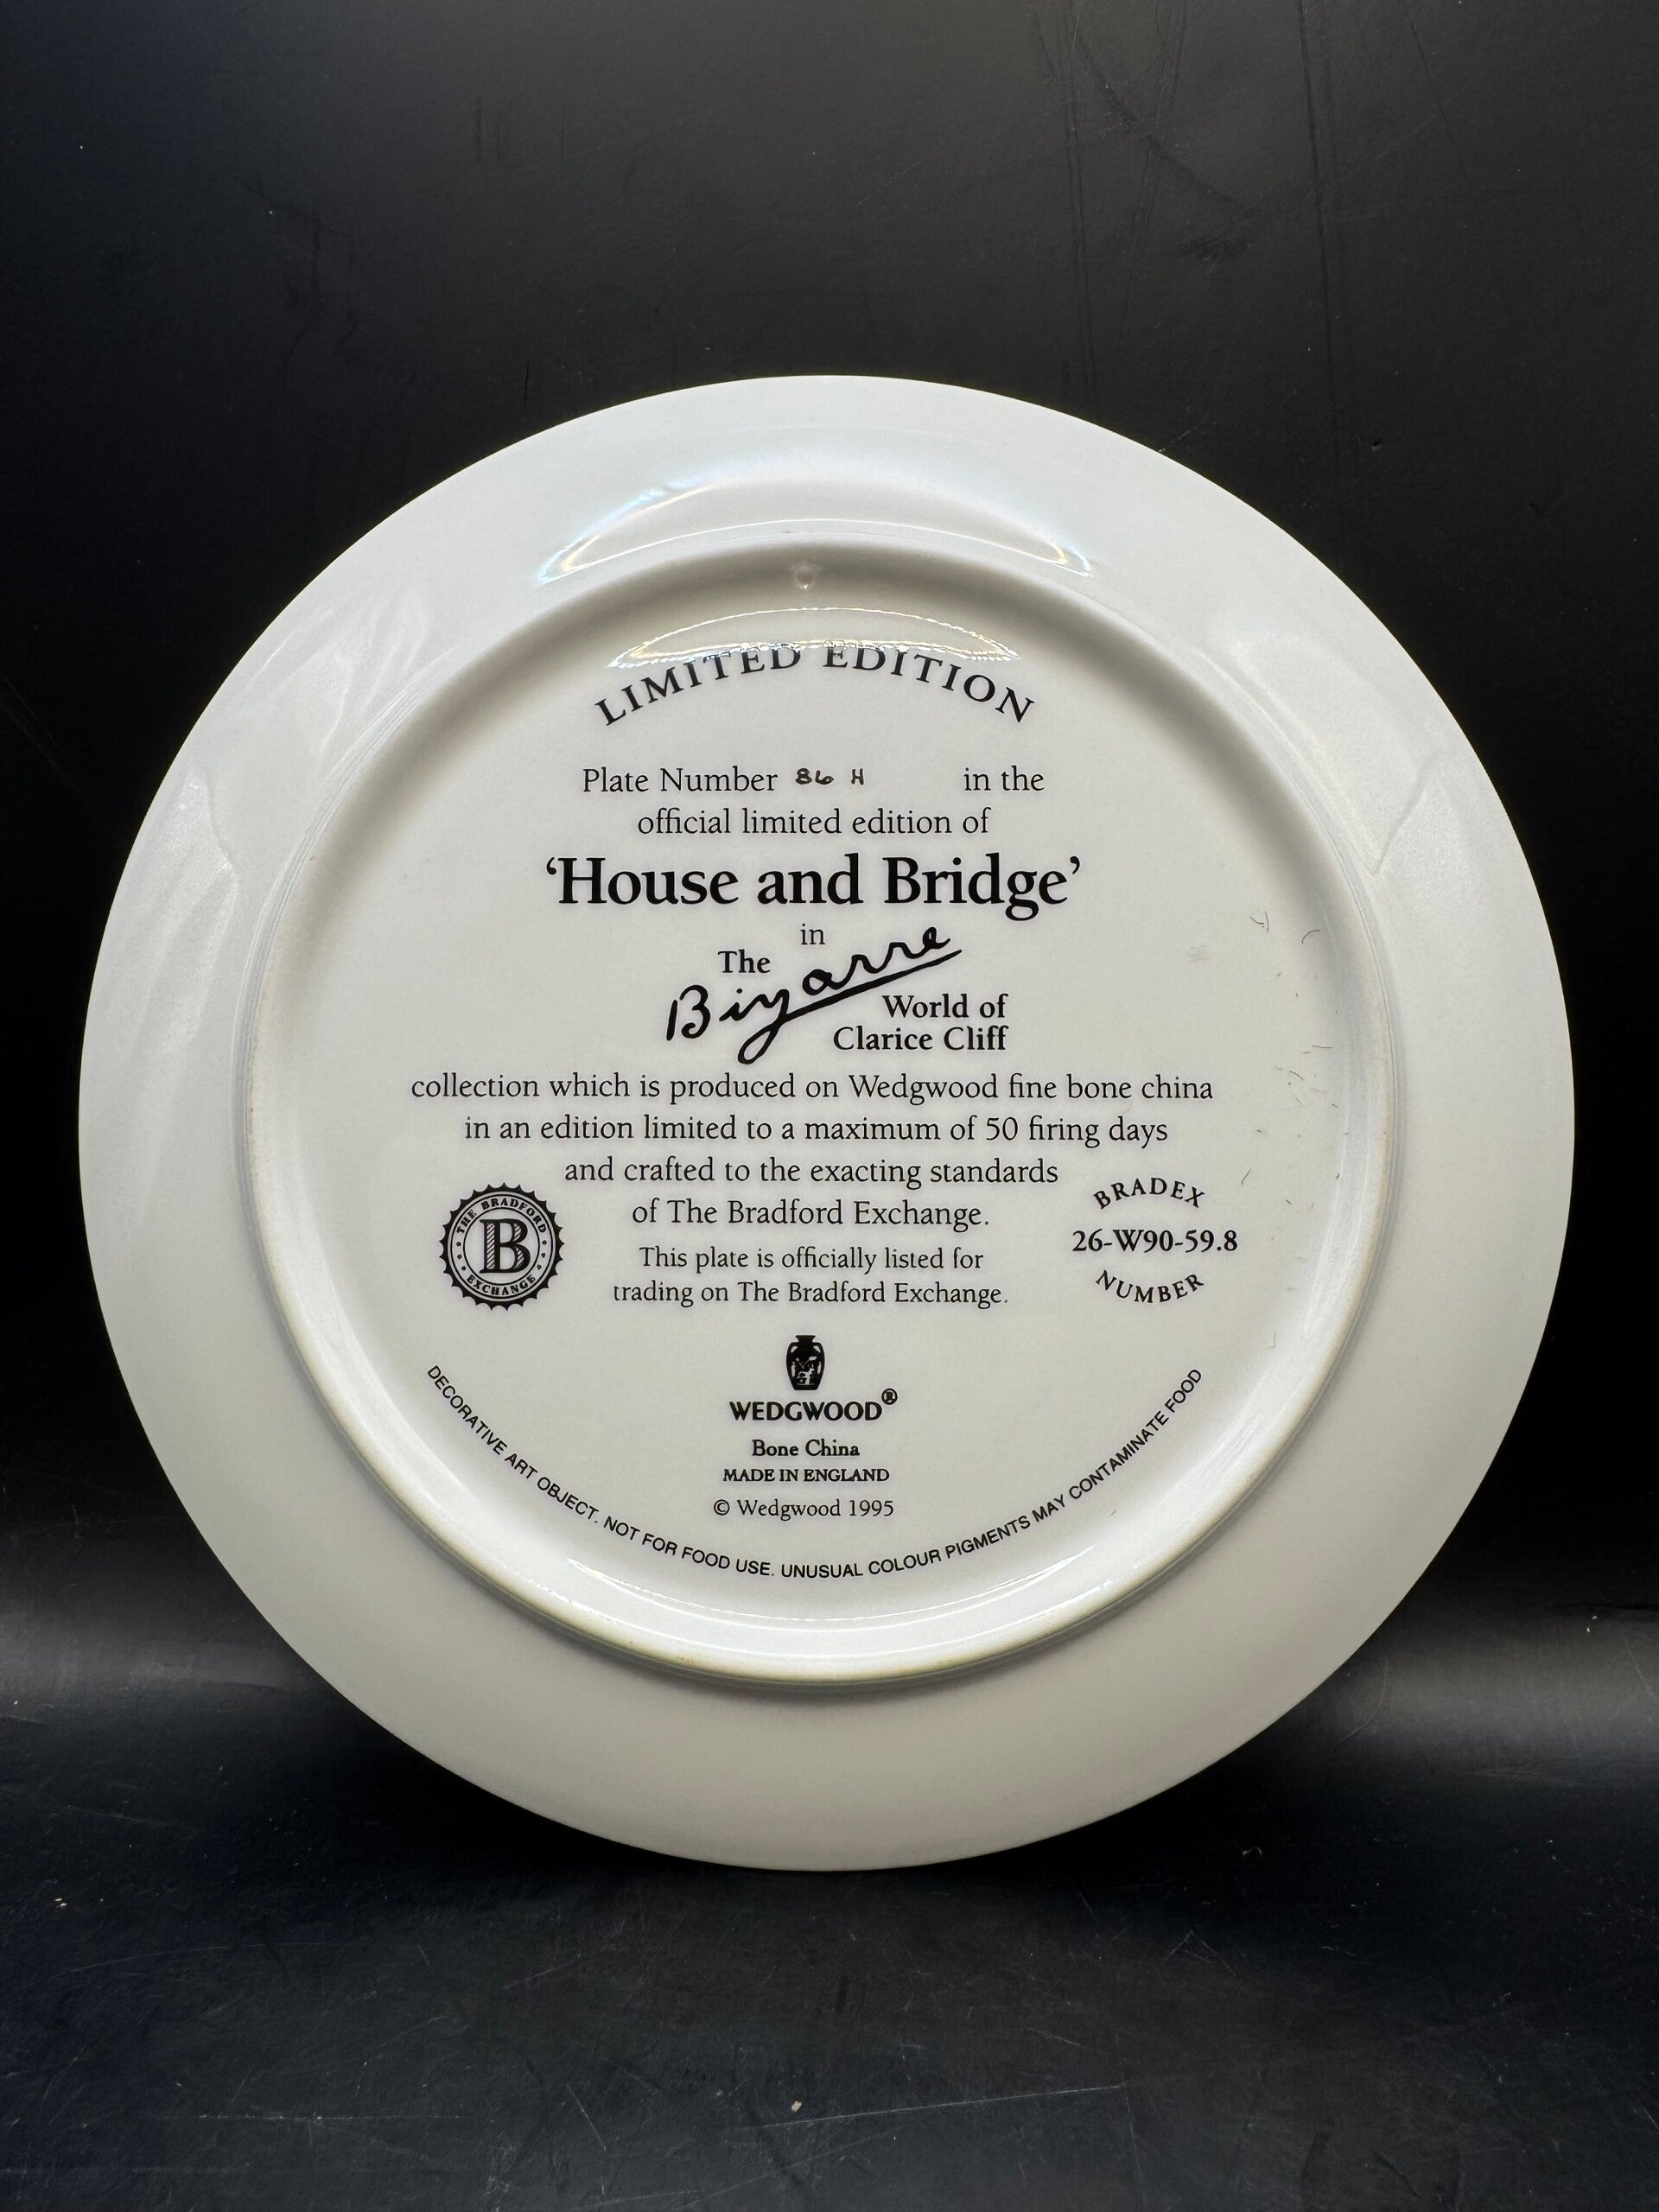 LIMITED EDITION
Plate Number 86 H in the
official limited edition of
‘House and Bridge’
in
The
Bizarre
World of
Clarice Cliff
collection which is produced on Wedgwood fine bone china
in an edition limited to a maximum of 50 firing days
and crafted to the exacting standards
of The Bradford Exchange.
This plate is officially listed for
trading on The Bradford Exchange.
THE BRADFORD
B
EXCHANGE
BRADEX
26-W90-59.8
NUMBER
WEDGWOOD®
Bone China
MADE IN ENGLAND
© Wedgwood 1995
DECORATIVE ART OBJECT. NOT FOR FOOD USE. UNUSUAL COLOUR PIGMENTS MAY CONTAMINATE FOOD